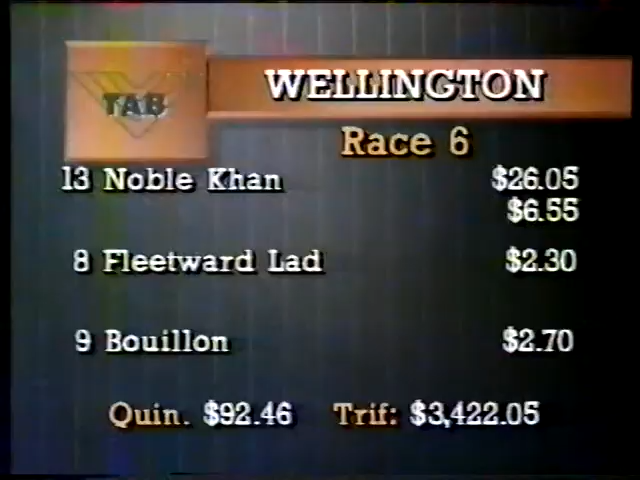 TAB
WELLINGTON
Race 6
13 Noble Khan $26.05
$6.55
8 Fleetward Lad $2.30
9 Bouillon $2.70
Quin. $92.46 Trif: $3,422.05